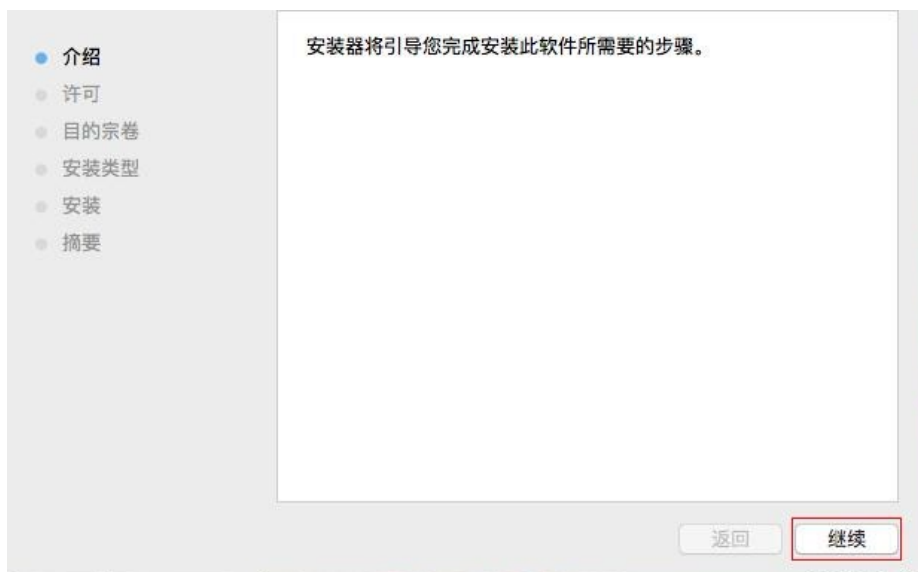 介绍
许可
目的宗卷
安装类型
安装
摘要
安装器将引导您完成安装此软件所需要的步骤。
返回
继续